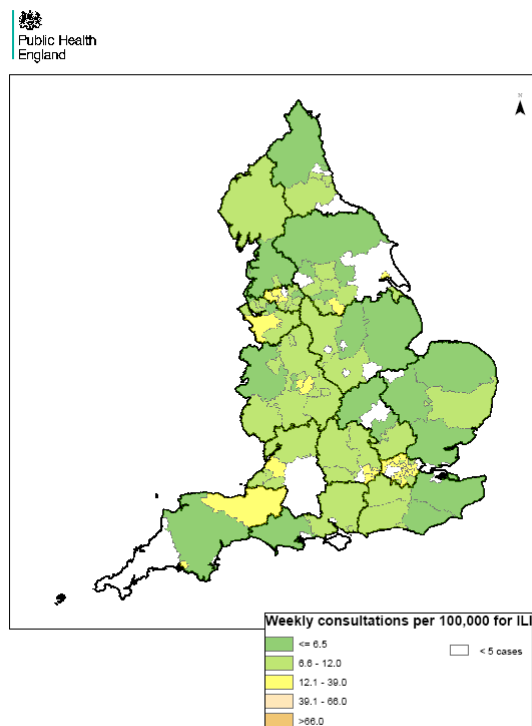 Public Health
England
N
Weekly consultations per 100,000 for ILI
<= 6.5
6.6 - 12.0
12.1 - 39.0
39.1 - 66.0
>66.0
< 5 cases